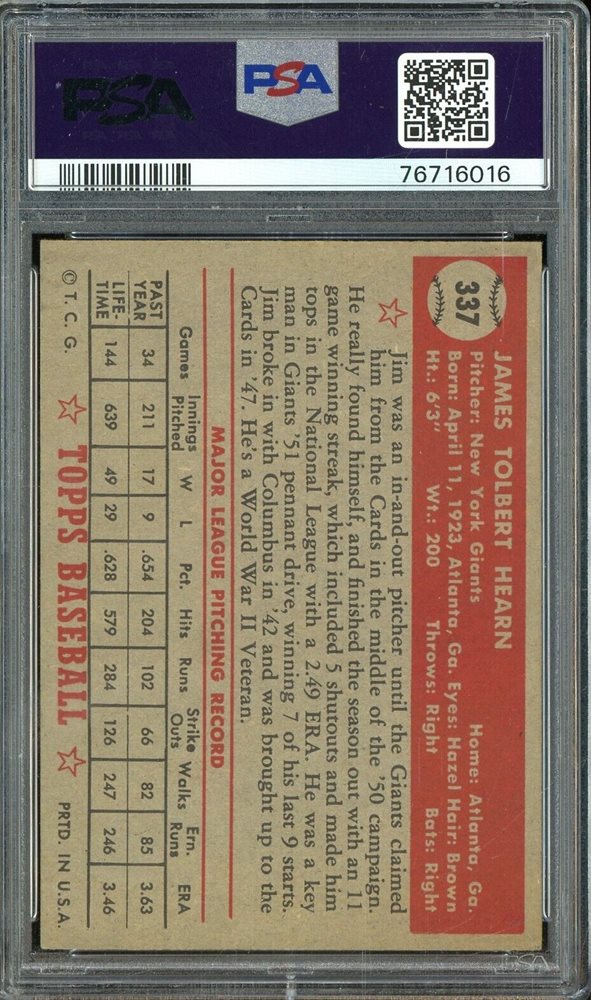 PSA
PSA
76716016
337
JAMES TOLBERT HEARN
Pitcher: New York Giants Home: Atlanta, Ga.
Born: April 11, 1923, Atlanta, Ga. Eyes: Hazel Hair: Brown
Ht.: 6'3" Wt.: 200 Throws: Right Bats: Right
Jim was an in-and-out pitcher until the Giants claimed
him from the Cards in the middle of the '50 campaign.
He really found himself, and finished the season out with an 11
game winning streak, which included 5 shutouts and made him
tops in the National League with a 2.49 ERA. He was a key
man in Giants '51 pennant drive, winning 7 of his last 9 starts.
Jim broke in with Columbus in '42 and was brought up to the
Cards in '47. He's a World War II Veteran.
MAJOR LEAGUE PITCHING RECORD
Games Innings Pitched W L Pct. Hits Runs Strike Outs Walks Ern. Runs ERA
PAST YEAR 34 211 17 9 .654 204 102 66 82 85 3.63
LIFE-TIME 144 639 49 29 .628 579 284 126 247 246 3.46
© T. C. G. TOPPS BASEBALL PRTD. IN U.S.A.
PSA